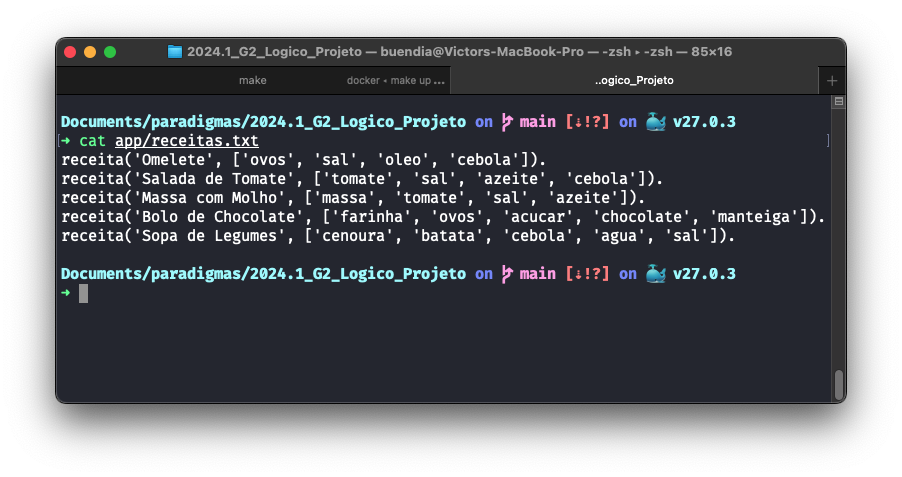 2024.1_G2_Logico_Projeto — buendia@Victors-MacBook-Pro — -zsh ▸ -zsh — 85×16
make
docker ◂ make up ...
..ogico_Projeto
Documents/paradigmas/2024.1_G2_Logico_Projeto on main [⇣!?] on 🐳 v27.0.3
→ cat app/receitas.txt
receita('Omelete', ['ovos', 'sal', 'oleo', 'cebola']).
receita('Salada de Tomate', ['tomate', 'sal', 'azeite', 'cebola']).
receita('Massa com Molho', ['massa', 'tomate', 'sal', 'azeite']).
receita('Bolo de Chocolate', ['farinha', 'ovos', 'acucar', 'chocolate', 'manteiga']).
receita('Sopa de Legumes', ['cenoura', 'batata', 'cebola', 'agua', 'sal']).
Documents/paradigmas/2024.1_G2_Logico_Projeto on main [⇣!?] on 🐳 v27.0.3
→